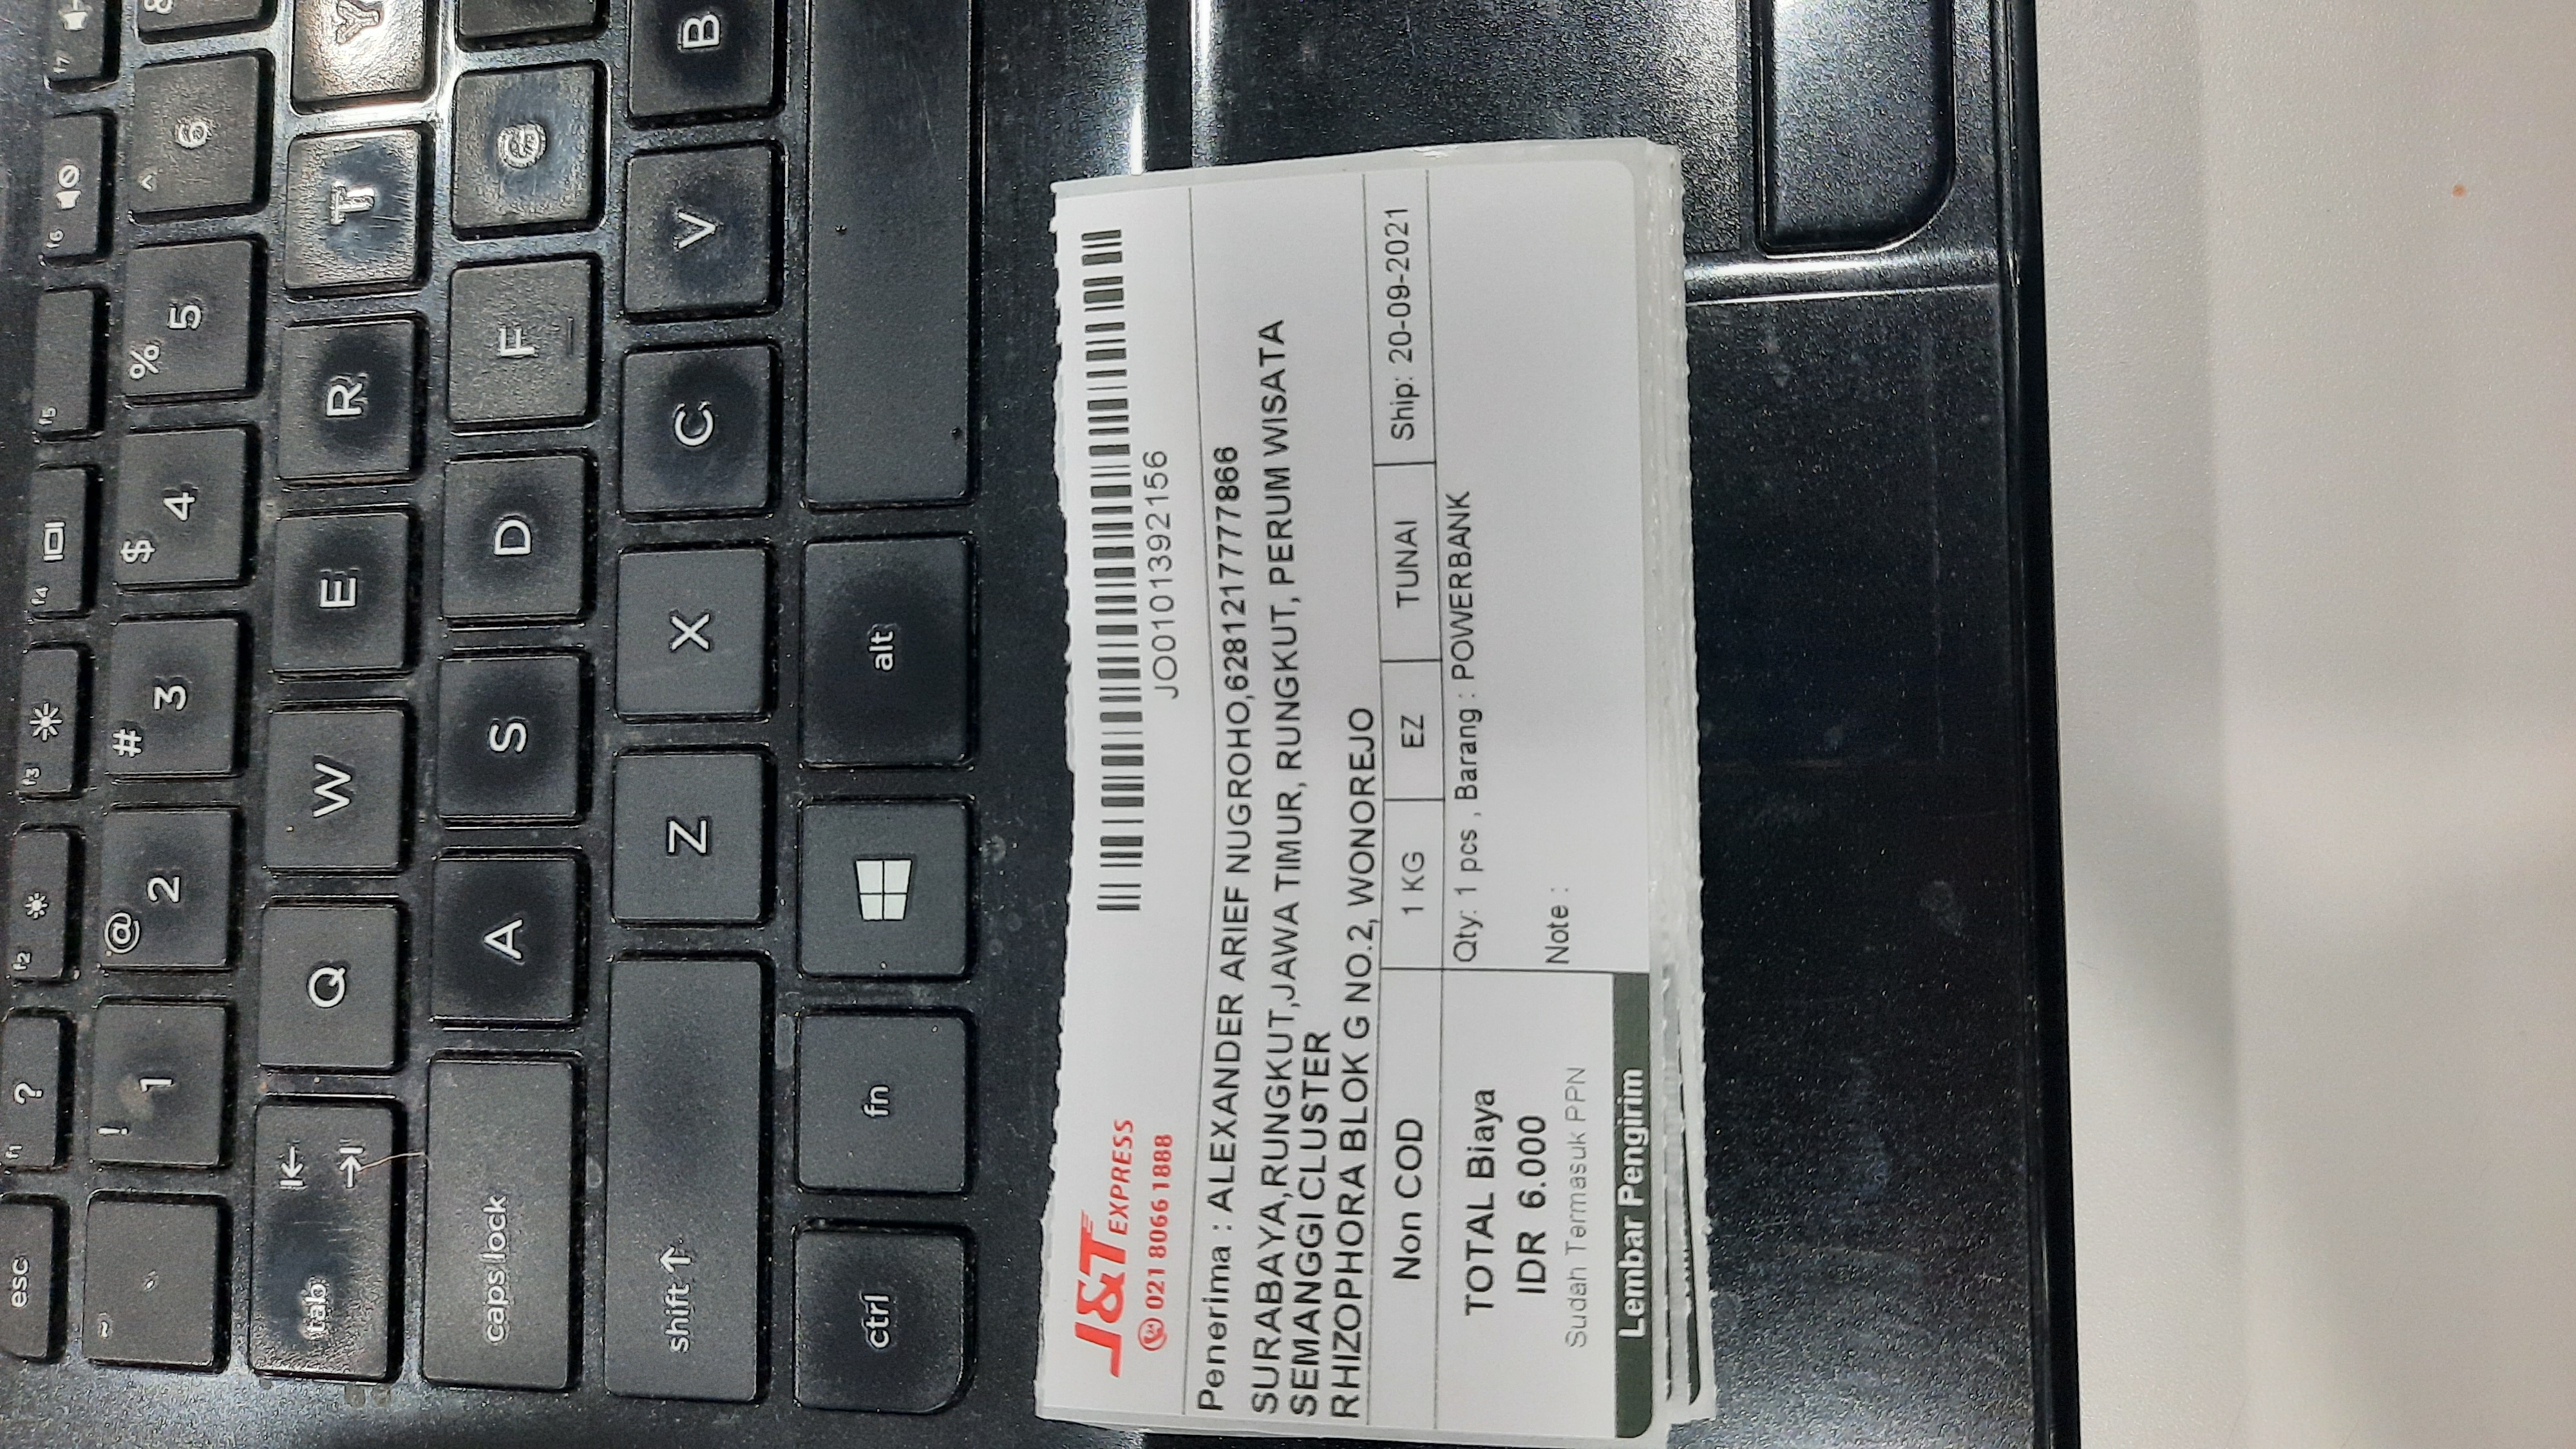 esc f1 ? f2 f3 f4 f5 f6 f7
~ ! 1 @ 2 # 3 $ 4 % 5 ^ 6
tab Q W E R T Y
caps lock A S D F G
shift Z X C V B
ctrl fn alt
J&T EXPRESS
021 8066 1888
JO0101392156
Penerima : ALEXANDER ARIEF NUGROHO,6281217777866
SURABAYA,RUNGKUT,JAWA TIMUR, RUNGKUT, PERUM WISATA
SEMANGGI CLUSTER
RHIZOPHORA BLOK G NO.2, WONOREJO
Non COD 1 KG EZ TUNAI Ship: 20-09-2021
TOTAL Biaya
IDR 6.000
Sudah Termasuk PPN
Lembar Pengirim
Qty: 1 pcs , Barang : POWERBANK
Note :